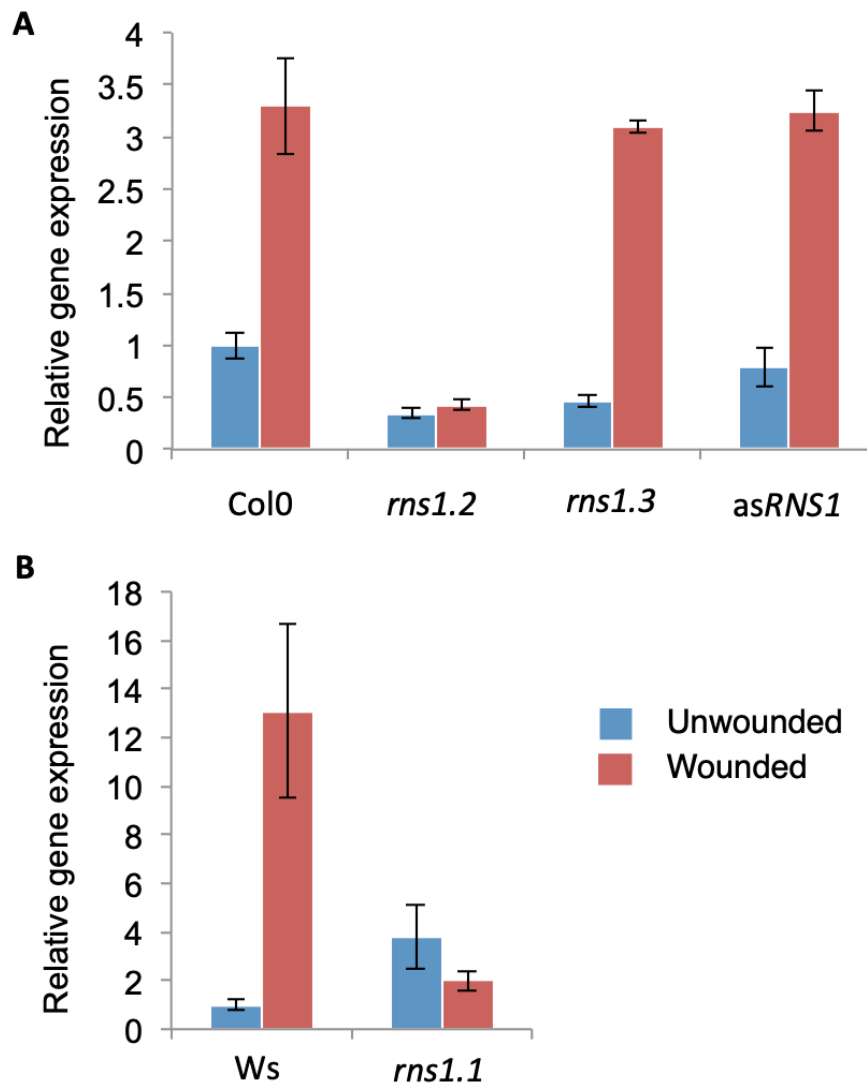 A
Relative gene expression
4
3.5
3
2.5
2
1.5
1
0.5
0
Col0 rns1.2 rns1.3 asRNS1
B
Relative gene expression
18
16
14
12
10
8
6
4
2
0
Ws rns1.1
Unwounded
Wounded